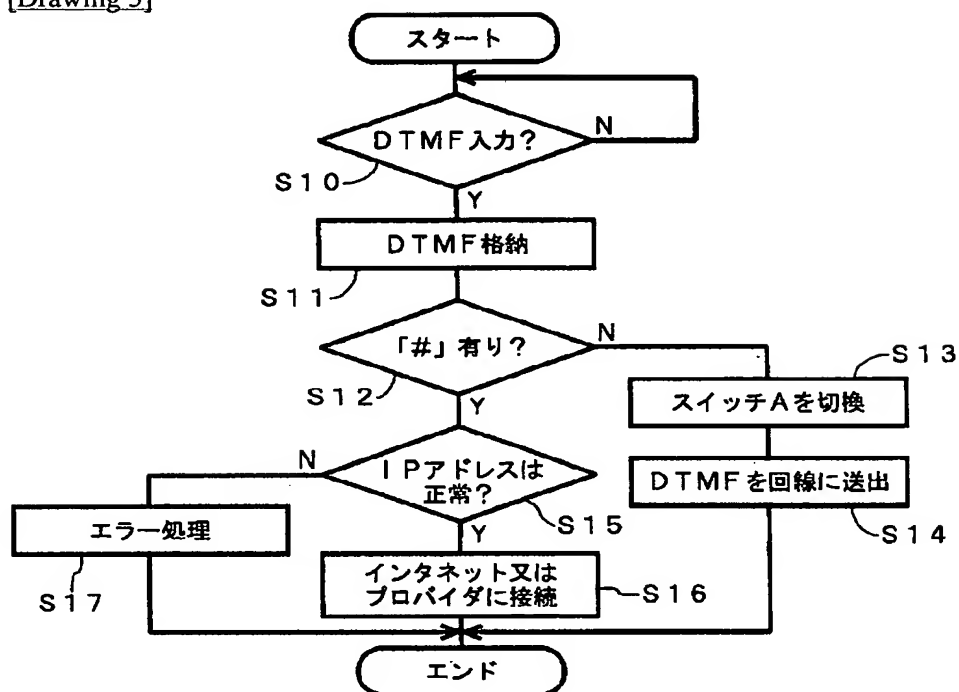 [Drawing 5]
スタート
DTMF入力?
N
S10
Y
DTMF格納
S11
「#」有り?
N
S12
Y
S13
スイッチAを切換
DTMFを回線に送出
S14
IPアドレスは
正常?
N
S15
Y
エラー処理
S17
インタネット又は
プロバイダに接続
S16
エンド